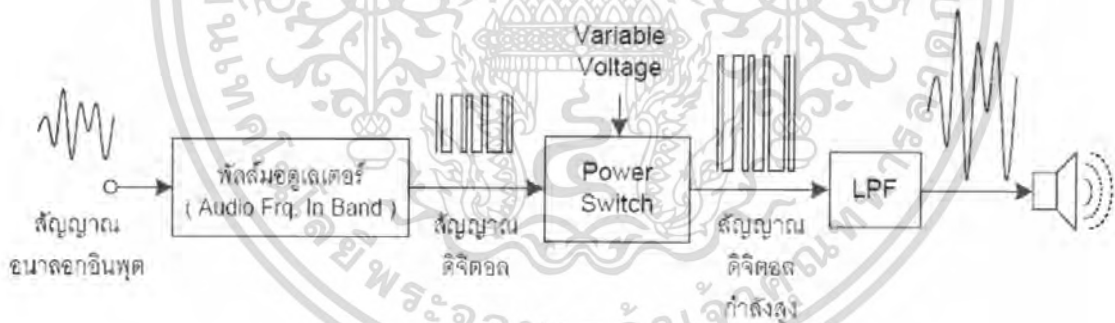 Variable
Voltage
พัลส์มอดูเลเตอร์
( Audio Frq. In Band )
Power
Switch
LPF
สัญญาณ
อนาลอกอินพุต
สัญญาณ
ดิจิตอล
สัญญาณ
ดิจิตอล
กำลังสูง